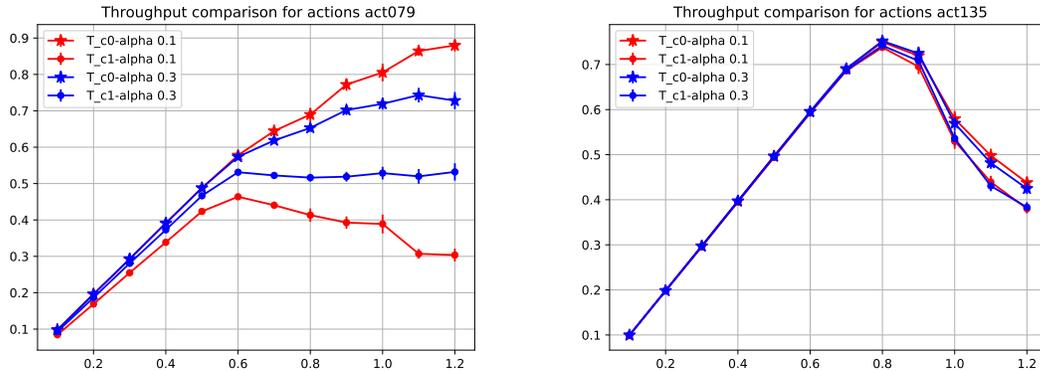 Throughput comparison for actions act079
T_c0-alpha 0.1
T_c1-alpha 0.1
T_c0-alpha 0.3
T_c1-alpha 0.3
0.9
0.8
0.7
0.6
0.5
0.4
0.3
0.2
0.1
0.2 0.4 0.6 0.8 1.0 1.2
Throughput comparison for actions act135
T_c0-alpha 0.1
T_c1-alpha 0.1
T_c0-alpha 0.3
T_c1-alpha 0.3
0.7
0.6
0.5
0.4
0.3
0.2
0.1
0.2 0.4 0.6 0.8 1.0 1.2